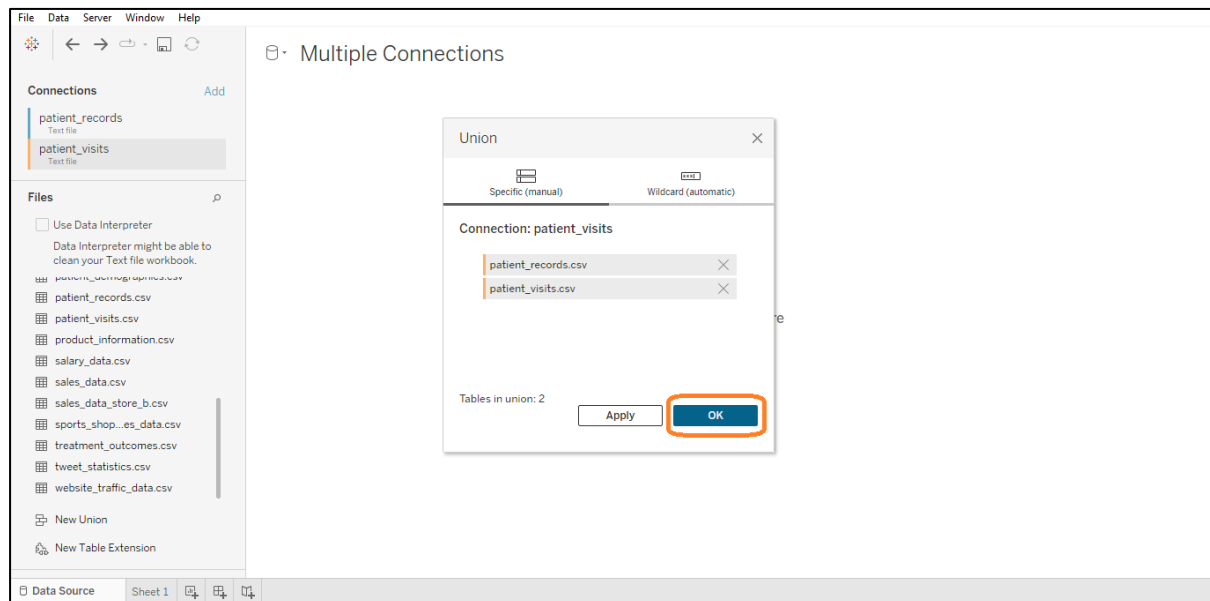 File Data Server Window Help
Multiple Connections
Connections Add
patient_records
Text file
patient_visits
Text file
Files
Use Data Interpreter
Data Interpreter might be able to
clean your Text file workbook.
patient_demographics.csv
patient_records.csv
patient_visits.csv
product_information.csv
salary_data.csv
sales_data.csv
sales_data_store_b.csv
sports_shop...es_data.csv
treatment_outcomes.csv
tweet_statistics.csv
website_traffic_data.csv
New Union
New Table Extension
Union
Specific (manual) Wildcard (automatic)
Connection: patient_visits
patient_records.csv
patient_visits.csv
Tables in union: 2
Apply OK
re
Data Source Sheet 1